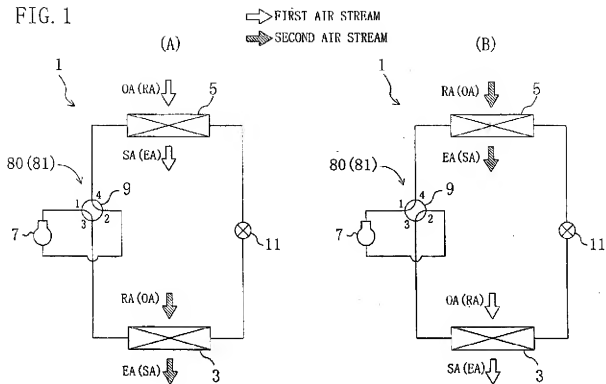 FIG. 1
FIRST AIR STREAM
SECOND AIR STREAM
(A)
1
OA(RA)
5
SA(EA)
80(81)
9
4
1
2
3
7
11
RA(OA)
3
EA(SA)
(B)
1
RA(OA)
5
EA(SA)
80(81)
9
4
1
2
3
7
11
OA(RA)
3
SA(EA)